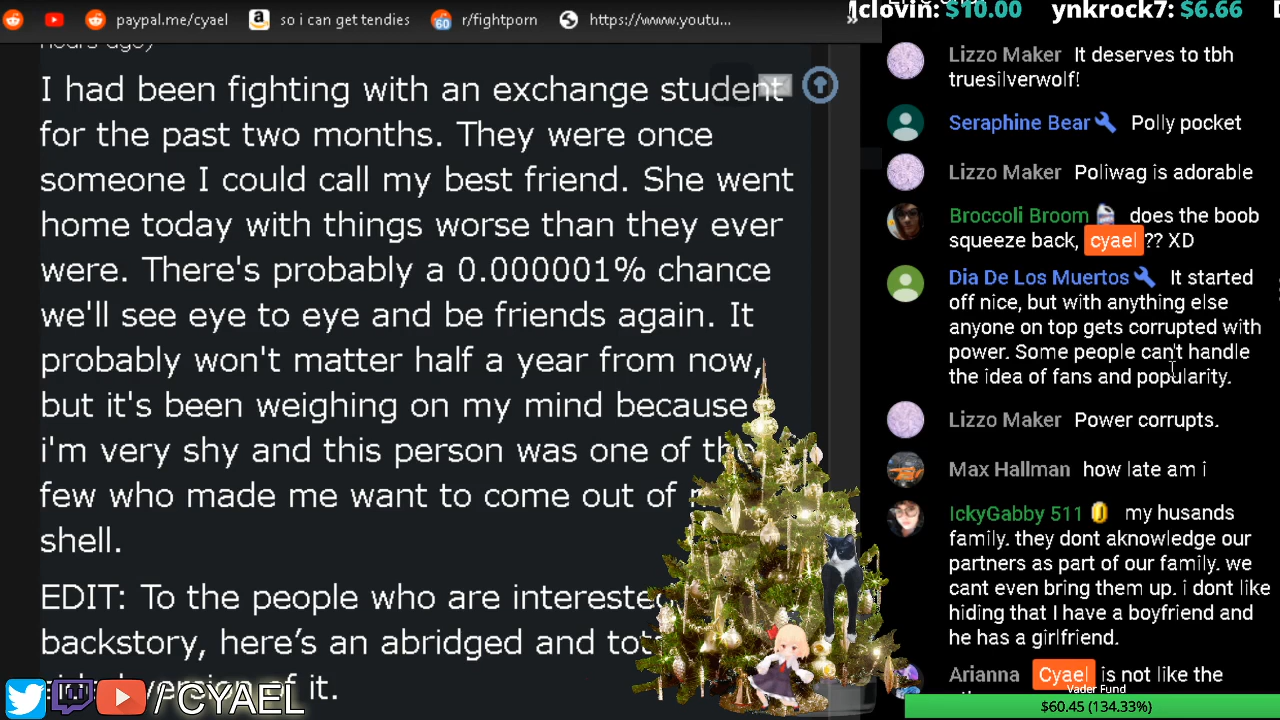 paypal.me/cyael
so i can get tendies
60
r/fightporn
https://www.youtu...
$10.00 ynkrock7: $6.66
hours ago)
I had been fighting with an exchange student
for the past two months. They were once
someone I could call my best friend. She went
home today with things worse than they ever
were. There's probably a 0.000001% chance
we'll see eye to eye and be friends again. It
probably won't matter half a year from now,
but it's been weighing on my mind because
i'm very shy and this person was one of the
few who made me want to come out of
shell.
EDIT: To the people who are interested
backstory, here's an abridged and
version of it.
/CYAEL
Lizzo Maker It deserves to tbh
truesilverwolf!
Seraphine Bear Polly pocket
Lizzo Maker Poliwag is adorable
Broccoli Broom does the boob
squeeze back, cyael ?? XD
Dia De Los Muertos It started
off nice, but with anything else
anyone on top gets corrupted with
power. Some people can't handle
the idea of fans and popularity.
Lizzo Maker Power corrupts.
Max Hallman how late am i
IckyGabby 511 my husands
family. they dont aknowledge our
partners as part of our family. we
cant even bring them up. i dont like
hiding that I have a boyfriend and
he has a girlfriend.
Arianna Cyael is not like the
Vader Fund
$60.45 (134.33%)